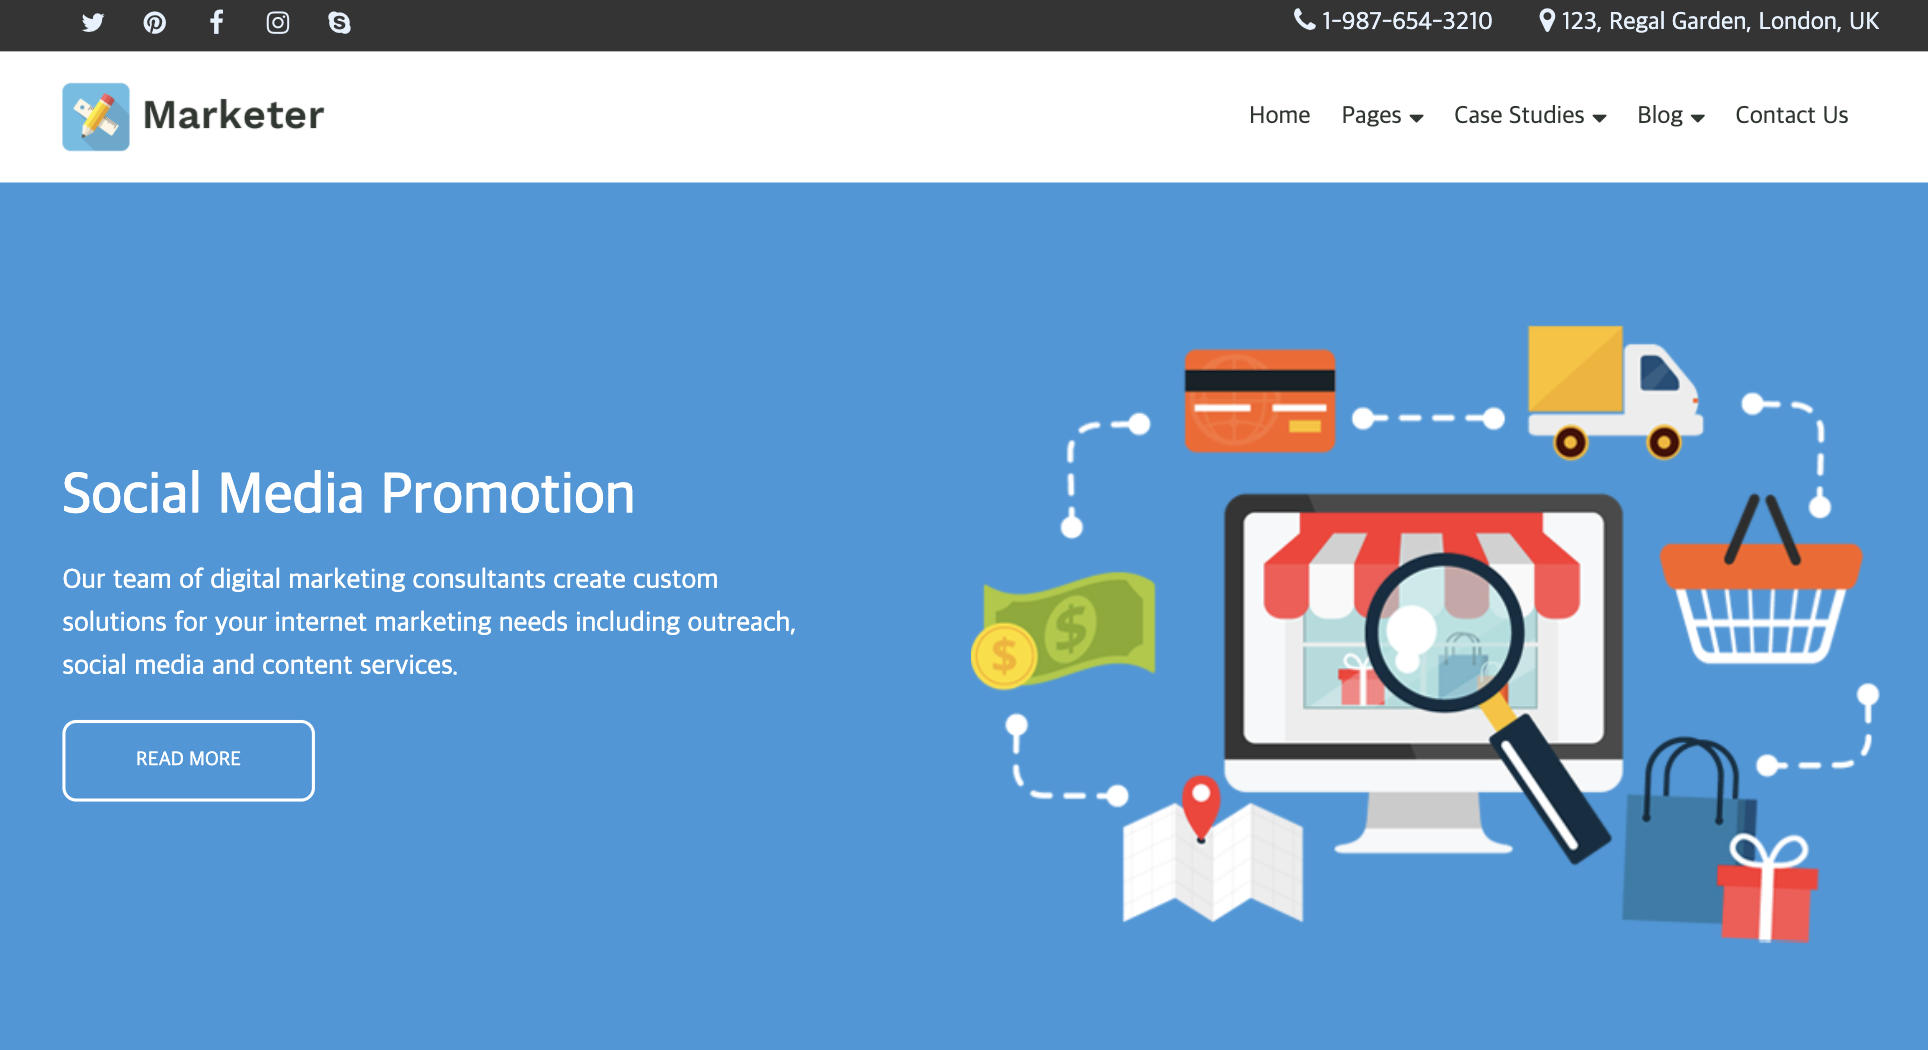 1-987-654-3210 123, Regal Garden, London, UK
Marketer Home Pages Case Studies Blog Contact Us
Social Media Promotion
Our team of digital marketing consultants create custom
solutions for your internet marketing needs including outreach,
social media and content services.
READ MORE
$ $